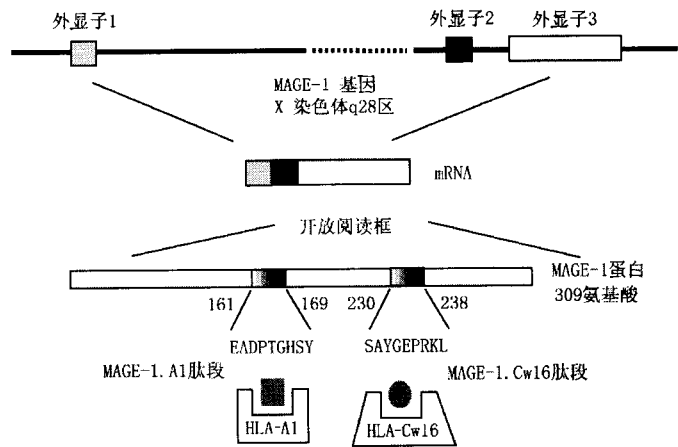 外显子1
外显子2
外显子3
MAGE-1 基因
X 染色体q28区
mRNA
开放阅读框
MAGE-1蛋白
309氨基酸
161
169
230
238
EADPTGHSY
SAYGEPRKL
MAGE-1. A1肽段
MAGE-1. Cw16肽段
HLA-A1
HLA-Cw16